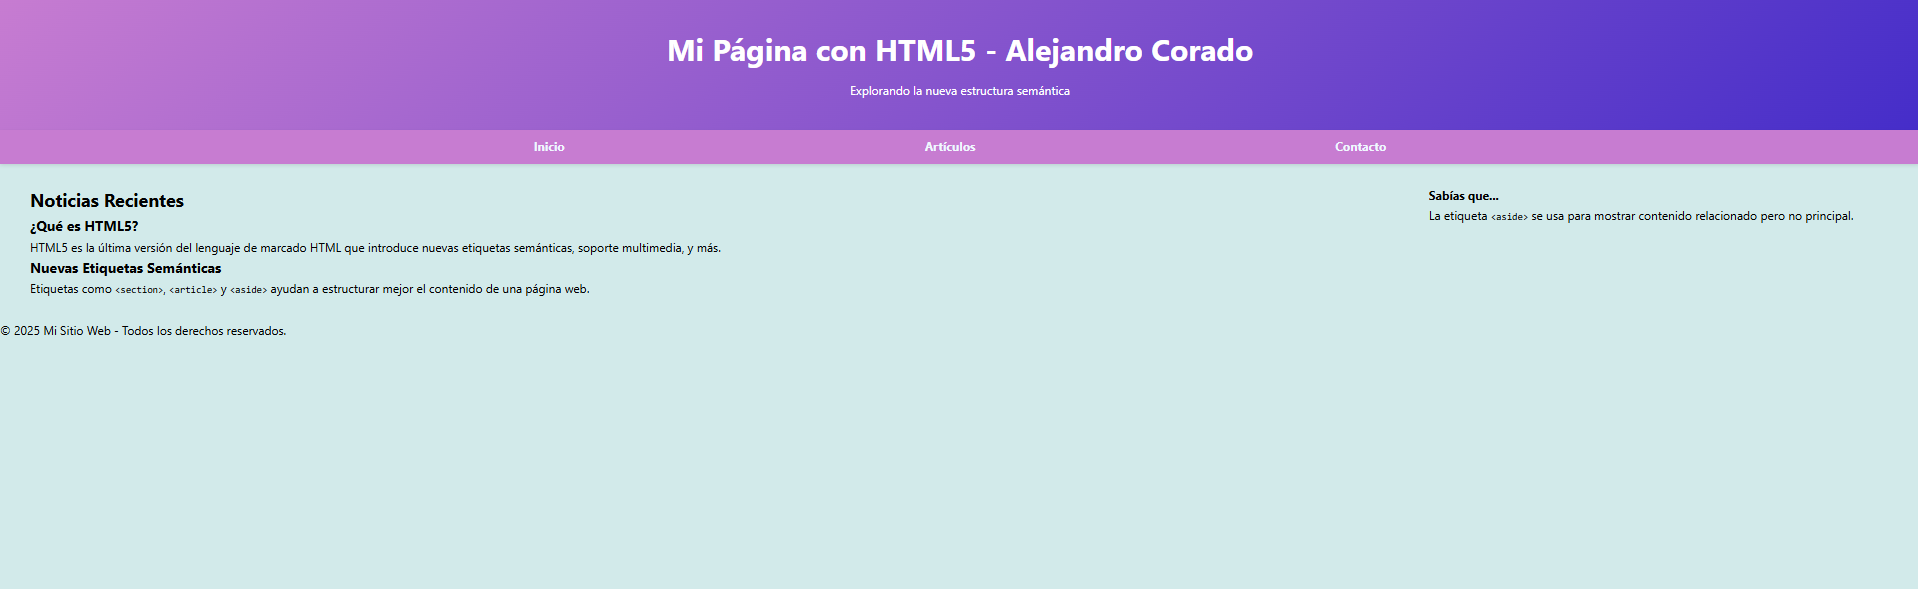 Mi Página con HTML5 - Alejandro Corado
Explorando la nueva estructura semántica
Inicio
Artículos
Contacto
Noticias Recientes
¿Qué es HTML5?
HTML5 es la última versión del lenguaje de marcado HTML que introduce nuevas etiquetas semánticas, soporte multimedia, y más.
Nuevas Etiquetas Semánticas
Etiquetas como <section>, <article> y <aside> ayudan a estructurar mejor el contenido de una página web.
Sabías que...
La etiqueta <aside> se usa para mostrar contenido relacionado pero no principal.
© 2025 Mi Sitio Web - Todos los derechos reservados.